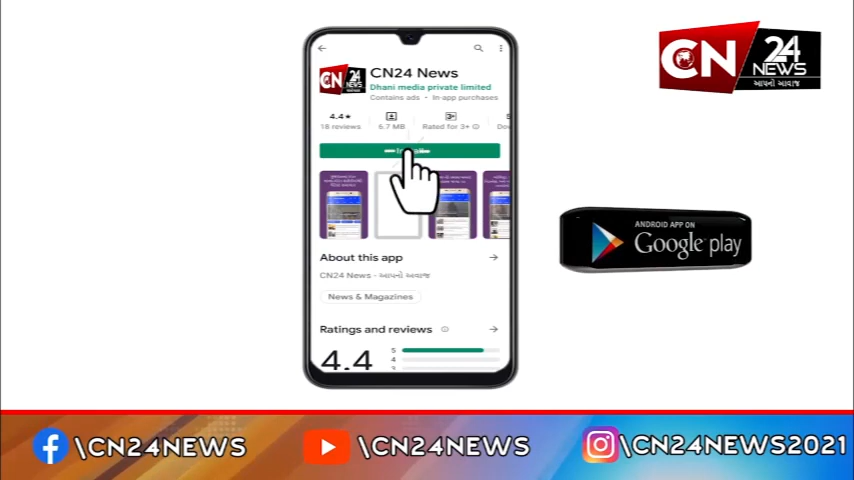 CN24 News
Dhani media private limited
Contains ads • In-app purchases
4.4★
18 reviews
6.7 MB
3+
Rated for 3+
About this app
CN24 News - આપનો અવાજ
News & Magazines
Ratings and reviews
4.4
5
4
3
CN
24
NEWS
આપનો અવાજ
ANDROID APP ON
Google play
\CN24NEWS
\CN24NEWS
\CN24NEWS2021